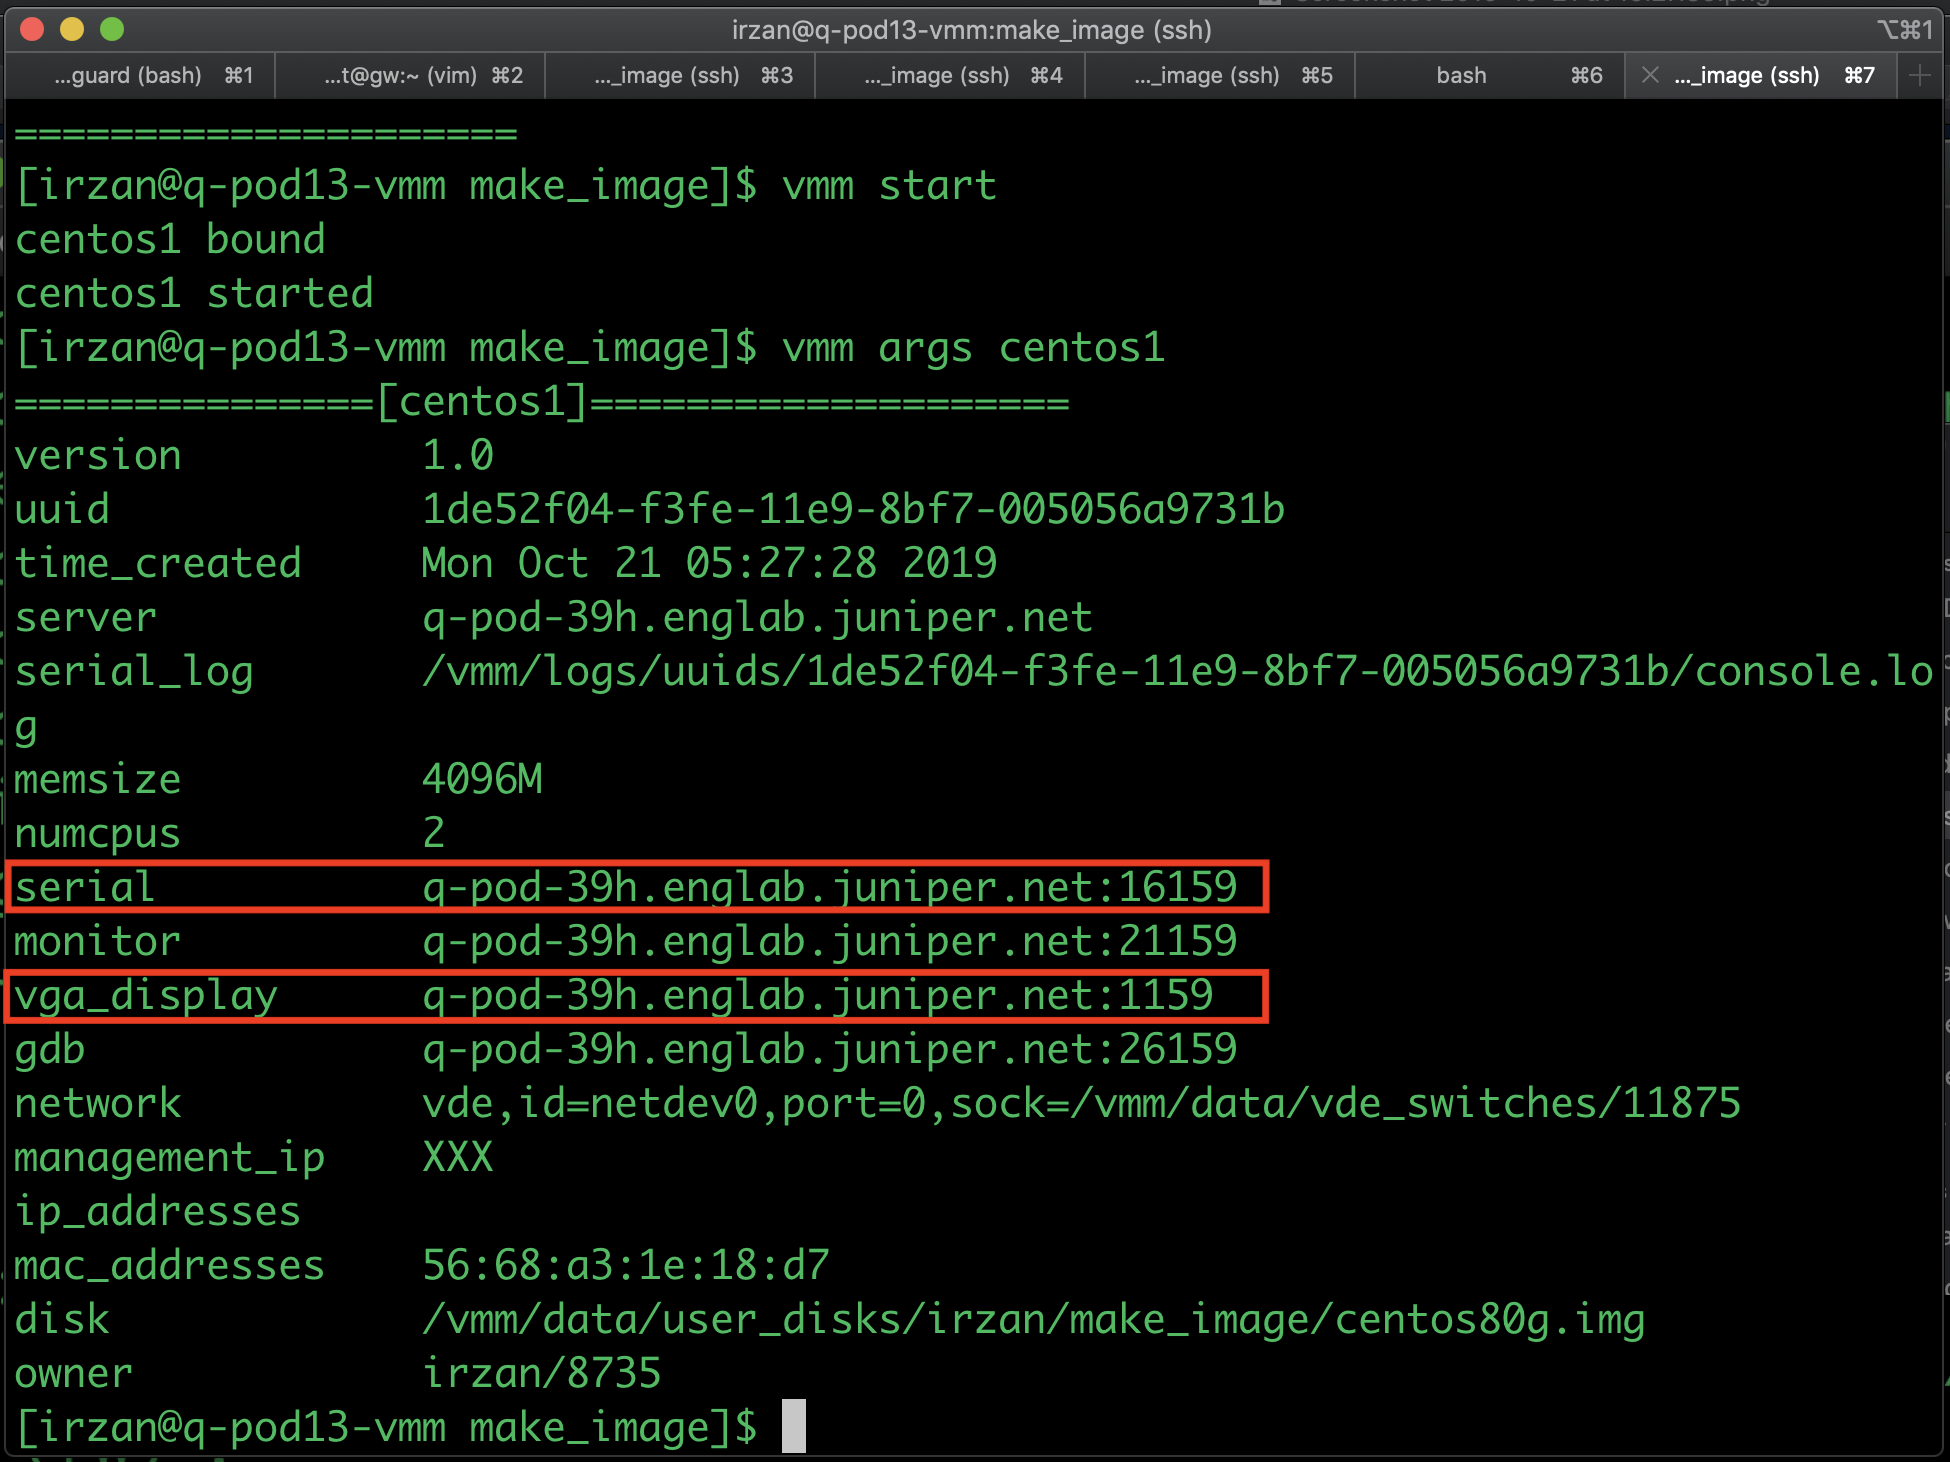 irzan@q-pod13-vmm:make_image (ssh) ⌥⌘1
...guard (bash) ⌘1 ...t@gw:~ (vim) ⌘2 ..._image (ssh) ⌘3 ..._image (ssh) ⌘4 ..._image (ssh) ⌘5 bash ⌘6 ..._image (ssh) ⌘7
=====================
[irzan@q-pod13-vmm make_image]$ vmm start
centos1 bound
centos1 started
[irzan@q-pod13-vmm make_image]$ vmm args centos1
===============[centos1]====================
version 1.0
uuid 1de52f04-f3fe-11e9-8bf7-005056a9731b
time_created Mon Oct 21 05:27:28 2019
server q-pod-39h.englab.juniper.net
serial_log /vmm/logs/uuids/1de52f04-f3fe-11e9-8bf7-005056a9731b/console.lo
g
memsize 4096M
numcpus 2
serial q-pod-39h.englab.juniper.net:16159
monitor q-pod-39h.englab.juniper.net:21159
vga_display q-pod-39h.englab.juniper.net:1159
gdb q-pod-39h.englab.juniper.net:26159
network vde,id=netdev0,port=0,sock=/vmm/data/vde_switches/11875
management_ip XXX
ip_addresses
mac_addresses 56:68:a3:1e:18:d7
disk /vmm/data/user_disks/irzan/make_image/centos80g.img
owner irzan/8735
[irzan@q-pod13-vmm make_image]$